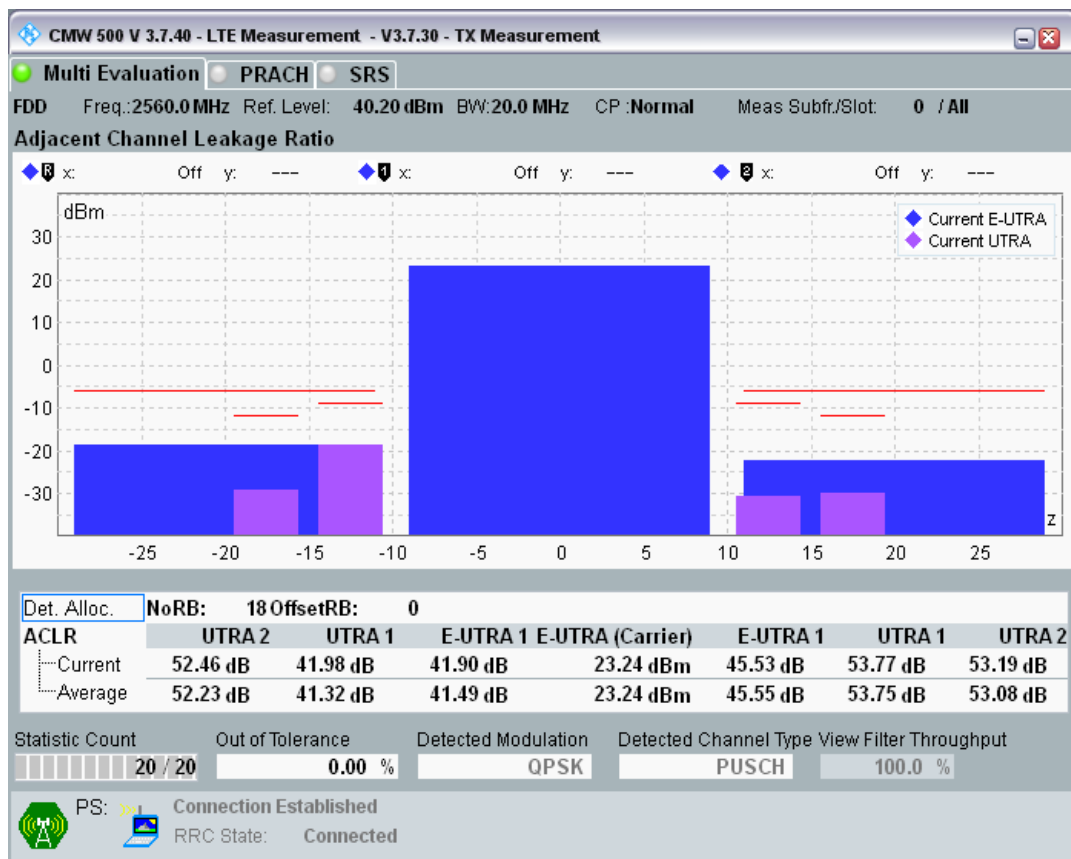 CMW 500 V 3.7.40 - LTE Measurement - V3.7.30 - TX Measurement
Multi Evaluation PRACH SRS
FDD Freq.:2560.0 MHz Ref. Level: 40.20 dBm BW:20.0 MHz CP :Normal Meas Subfr./Slot: 0 / All
Adjacent Channel Leakage Ratio
R x: Off y: --- 1 x: Off y: --- 2 x: Off y: ---
dBm
Current E-UTRA
Current UTRA
30
20
10
0
-10
-20
-30
z
-25 -20 -15 -10 -5 0 5 10 15 20 25
Det. Alloc. NoRB: 18 OffsetRB: 0
ACLR UTRA 2 UTRA 1 E-UTRA 1 E-UTRA (Carrier) E-UTRA 1 UTRA 1 UTRA 2
Current 52.46 dB 41.98 dB 41.90 dB 23.24 dBm 45.53 dB 53.77 dB 53.19 dB
Average 52.23 dB 41.32 dB 41.49 dB 23.24 dBm 45.55 dB 53.75 dB 53.08 dB
Statistic Count Out of Tolerance Detected Modulation Detected Channel Type View Filter Throughput
20 / 20 0.00 % QPSK PUSCH 100.0 %
PS: Connection Established
RRC State: Connected